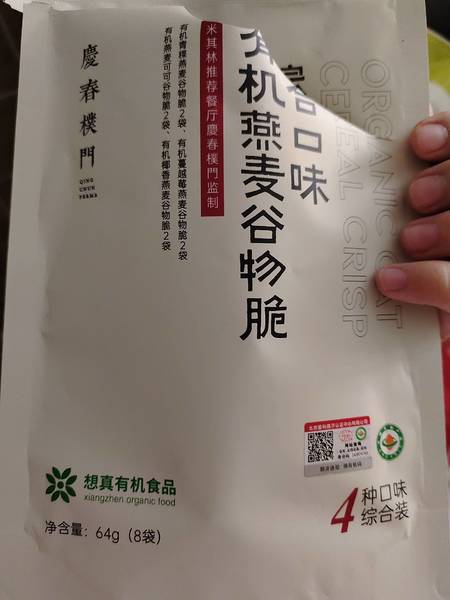 慶春樸門
QING
CHUN
PURMA
有机青稞燕麦谷物脆2袋、有机蔓越莓燕麦谷物脆2袋
有机燕麦可可谷物脆2袋、有机椰香燕麦谷物脆2袋
米其林推荐餐厅慶春樸門监制
有机燕麦谷物脆
口味
ORGANIC OAT
CEREAL CRISP
想真有机食品
xiangzhen organic food
净含量：64g（8袋）
4种口味
综合装